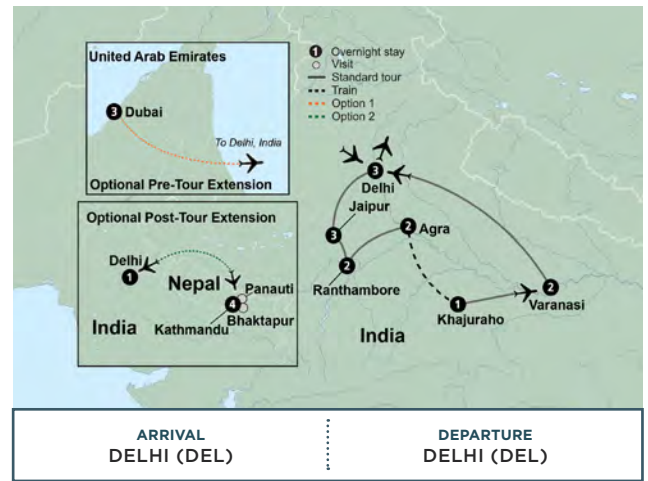 United Arab Emirates
3
Dubai
To Delhi, India
Optional Pre-Tour Extension
1 Overnight stay
Visit
Standard tour
Train
Option 1
Option 2
3
Delhi
Jaipur
3
2
Agra
2
Ranthambore
1
Khajuraho
2
Varanasi
India
Optional Post-Tour Extension
Delhi
1
Nepal
Panauti
4
Bhaktapur
Kathmandu
India
ARRIVAL
DELHI (DEL)
DEPARTURE
DELHI (DEL)